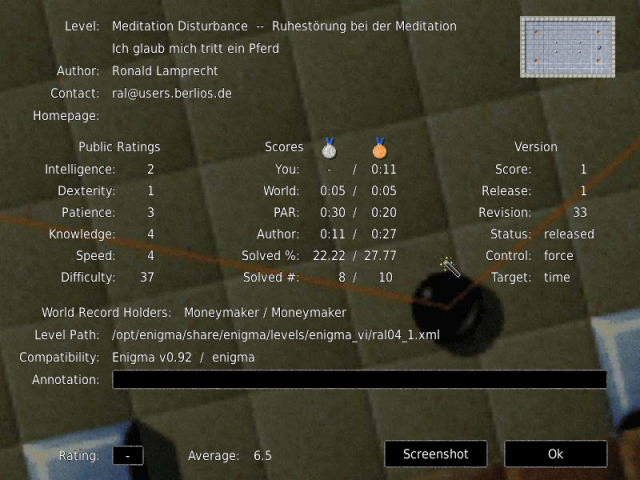 Level: Meditation Disturbance -- Ruhestörung bei der Meditation
Ich glaub mich tritt ein Pferd
Author: Ronald Lamprecht
Contact: ral@users.berlios.de
Homepage:
Public Ratings Scores Version
Intelligence: 2 You: - / 0:11 Score: 1
Dexterity: 1 World: 0:05 / 0:05 Release: 1
Patience: 3 PAR: 0:30 / 0:20 Revision: 33
Knowledge: 4 Author: 0:11 / 0:27 Status: released
Speed: 4 Solved %: 22.22 / 27.77 Control: force
Difficulty: 37 Solved #: 8 / 10 Target: time
World Record Holders: Moneymaker / Moneymaker
Level Path: /opt/enigma/share/enigma/levels/enigma_vi/ral04_1.xml
Compatibility: Enigma v0.92 / enigma
Annotation:
Rating: - Average: 6.5 Screenshot Ok